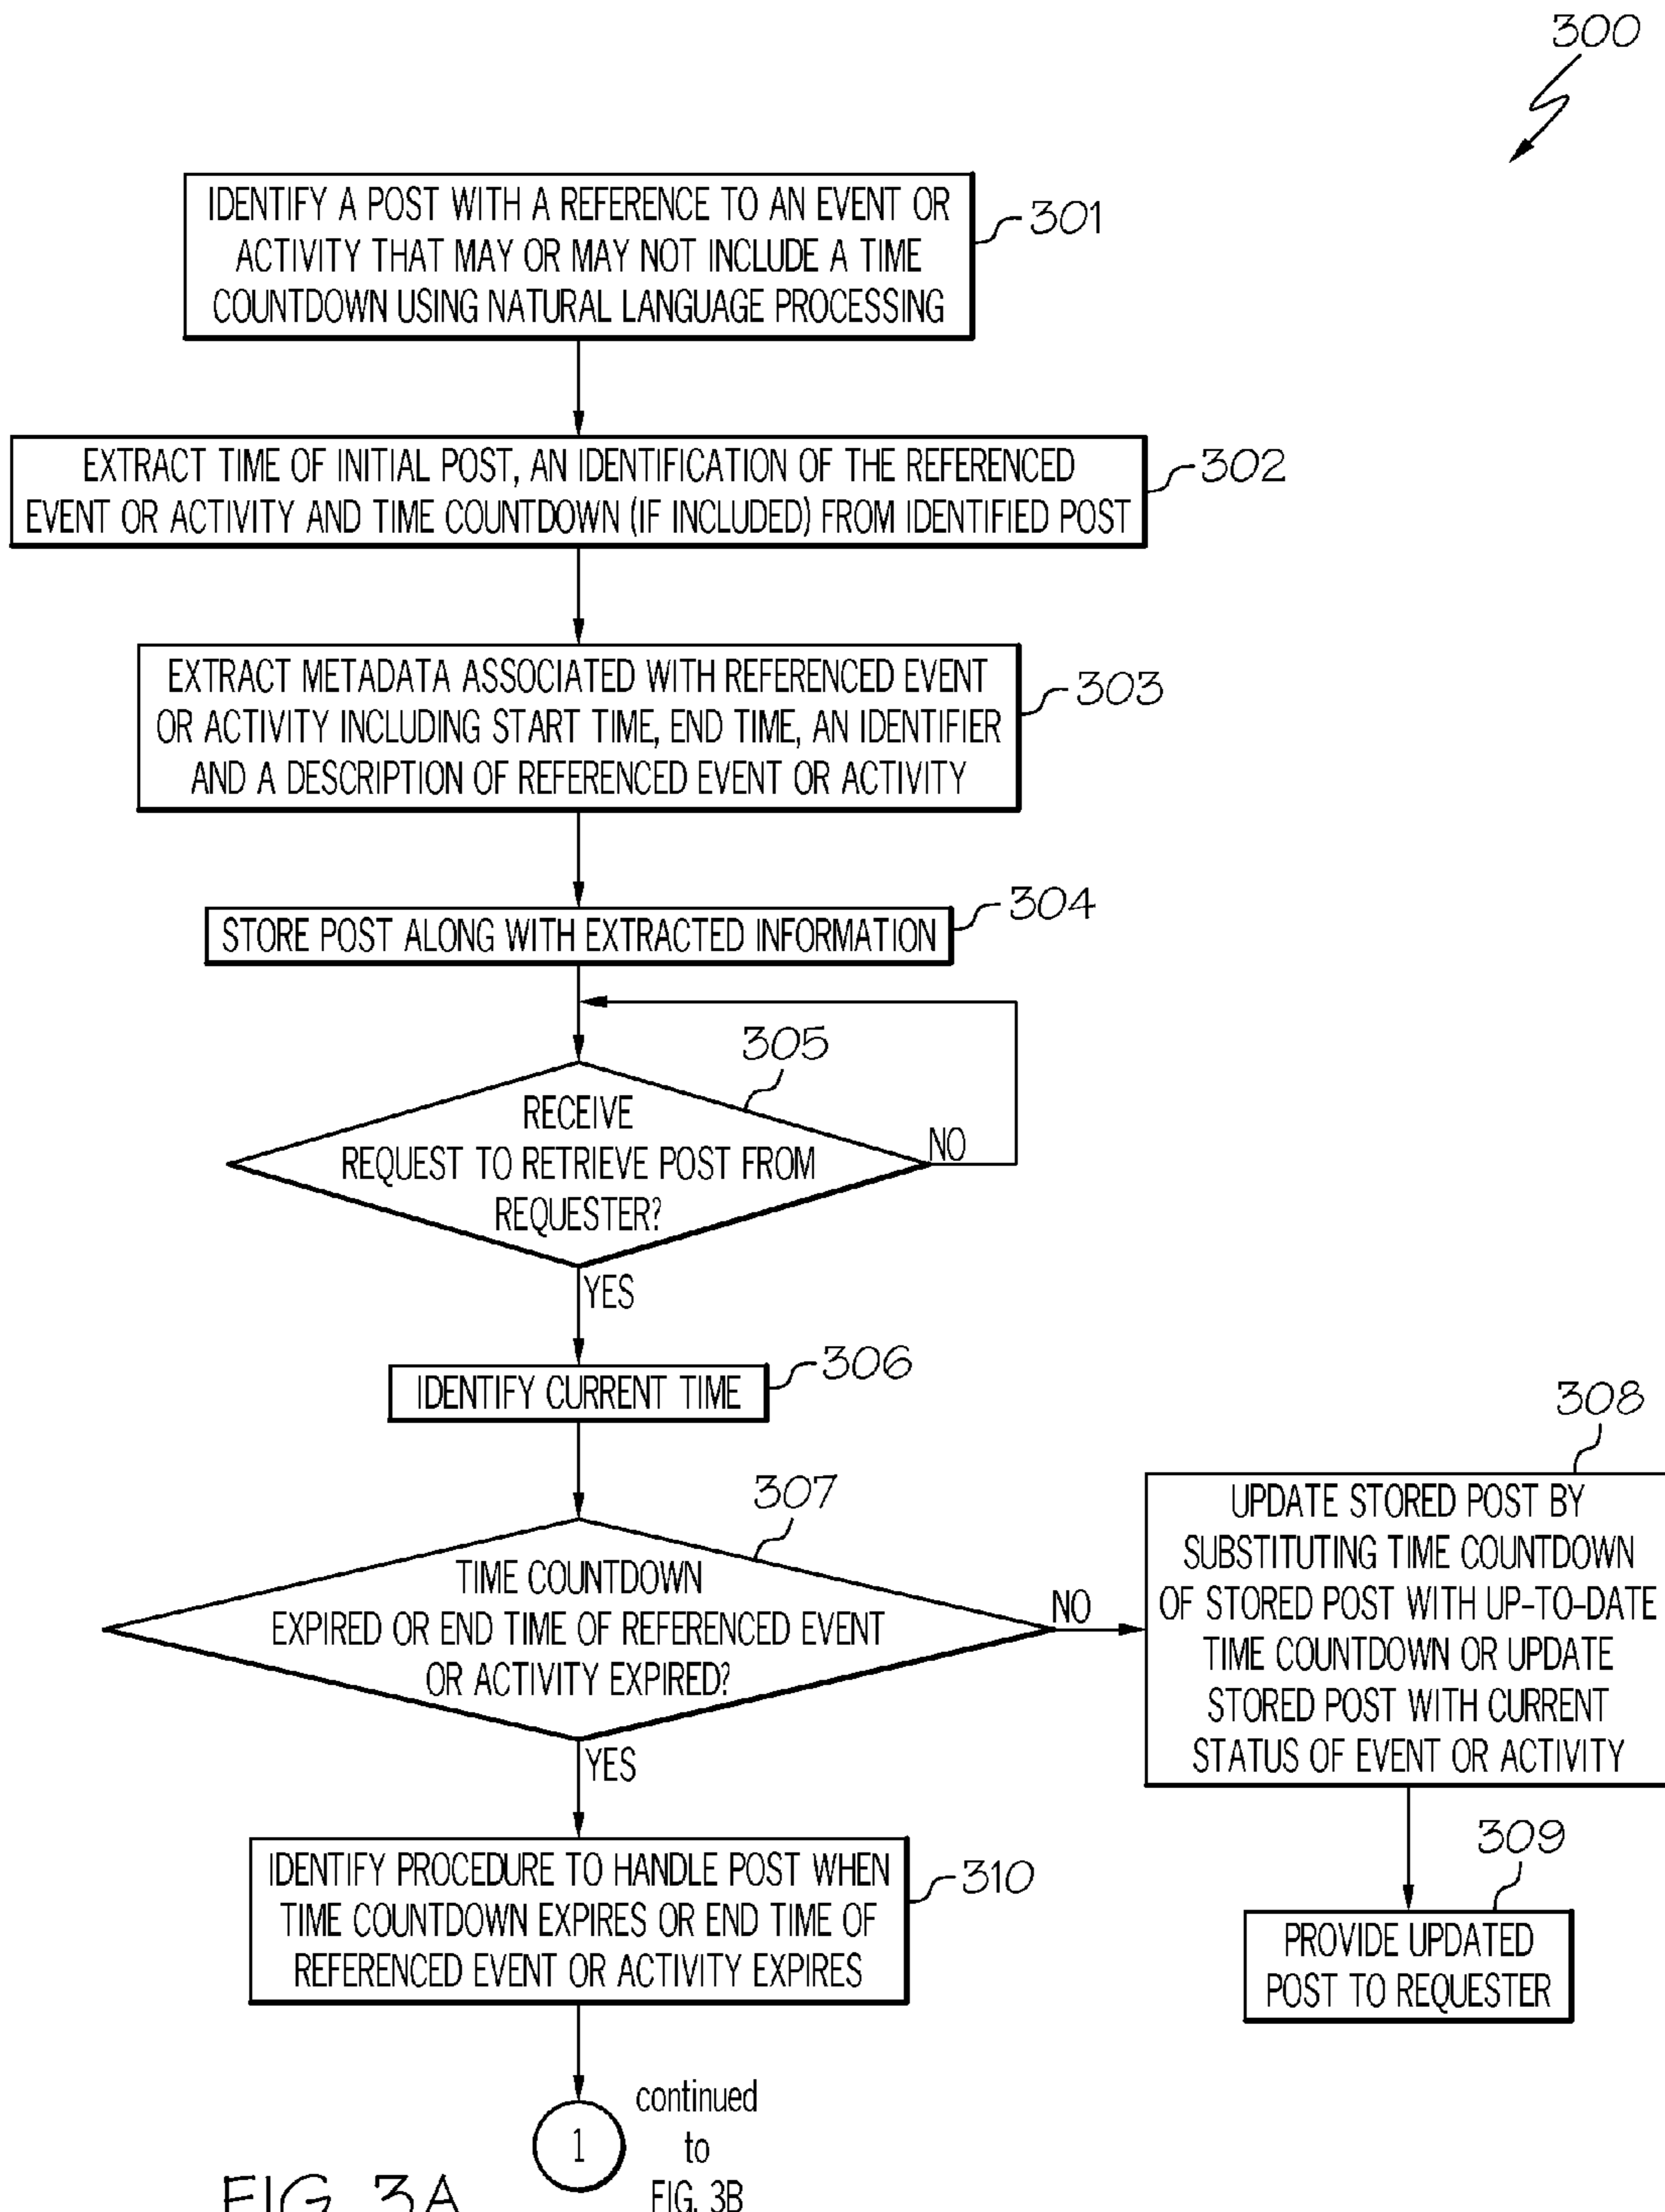 300
IDENTIFY A POST WITH A REFERENCE TO AN EVENT OR
ACTIVITY THAT MAY OR MAY NOT INCLUDE A TIME
COUNTDOWN USING NATURAL LANGUAGE PROCESSING
301
EXTRACT TIME OF INITIAL POST, AN IDENTIFICATION OF THE REFERENCED
EVENT OR ACTIVITY AND TIME COUNTDOWN (IF INCLUDED) FROM IDENTIFIED POST
302
EXTRACT METADATA ASSOCIATED WITH REFERENCED EVENT
OR ACTIVITY INCLUDING START TIME, END TIME, AN IDENTIFIER
AND A DESCRIPTION OF REFERENCED EVENT OR ACTIVITY
303
STORE POST ALONG WITH EXTRACTED INFORMATION
304
305
RECEIVE
REQUEST TO RETRIEVE POST FROM
REQUESTER?
NO
YES
IDENTIFY CURRENT TIME
306
307
TIME COUNTDOWN
EXPIRED OR END TIME OF REFERENCED EVENT
OR ACTIVITY EXPIRED?
NO
YES
308
UPDATE STORED POST BY
SUBSTITUTING TIME COUNTDOWN
OF STORED POST WITH UP-TO-DATE
TIME COUNTDOWN OR UPDATE
STORED POST WITH CURRENT
STATUS OF EVENT OR ACTIVITY
309
PROVIDE UPDATED
POST TO REQUESTER
IDENTIFY PROCEDURE TO HANDLE POST WHEN
TIME COUNTDOWN EXPIRES OR END TIME OF
REFERENCED EVENT OR ACTIVITY EXPIRES
310
1
continued
to
FIG. 3B
FIG. 3A